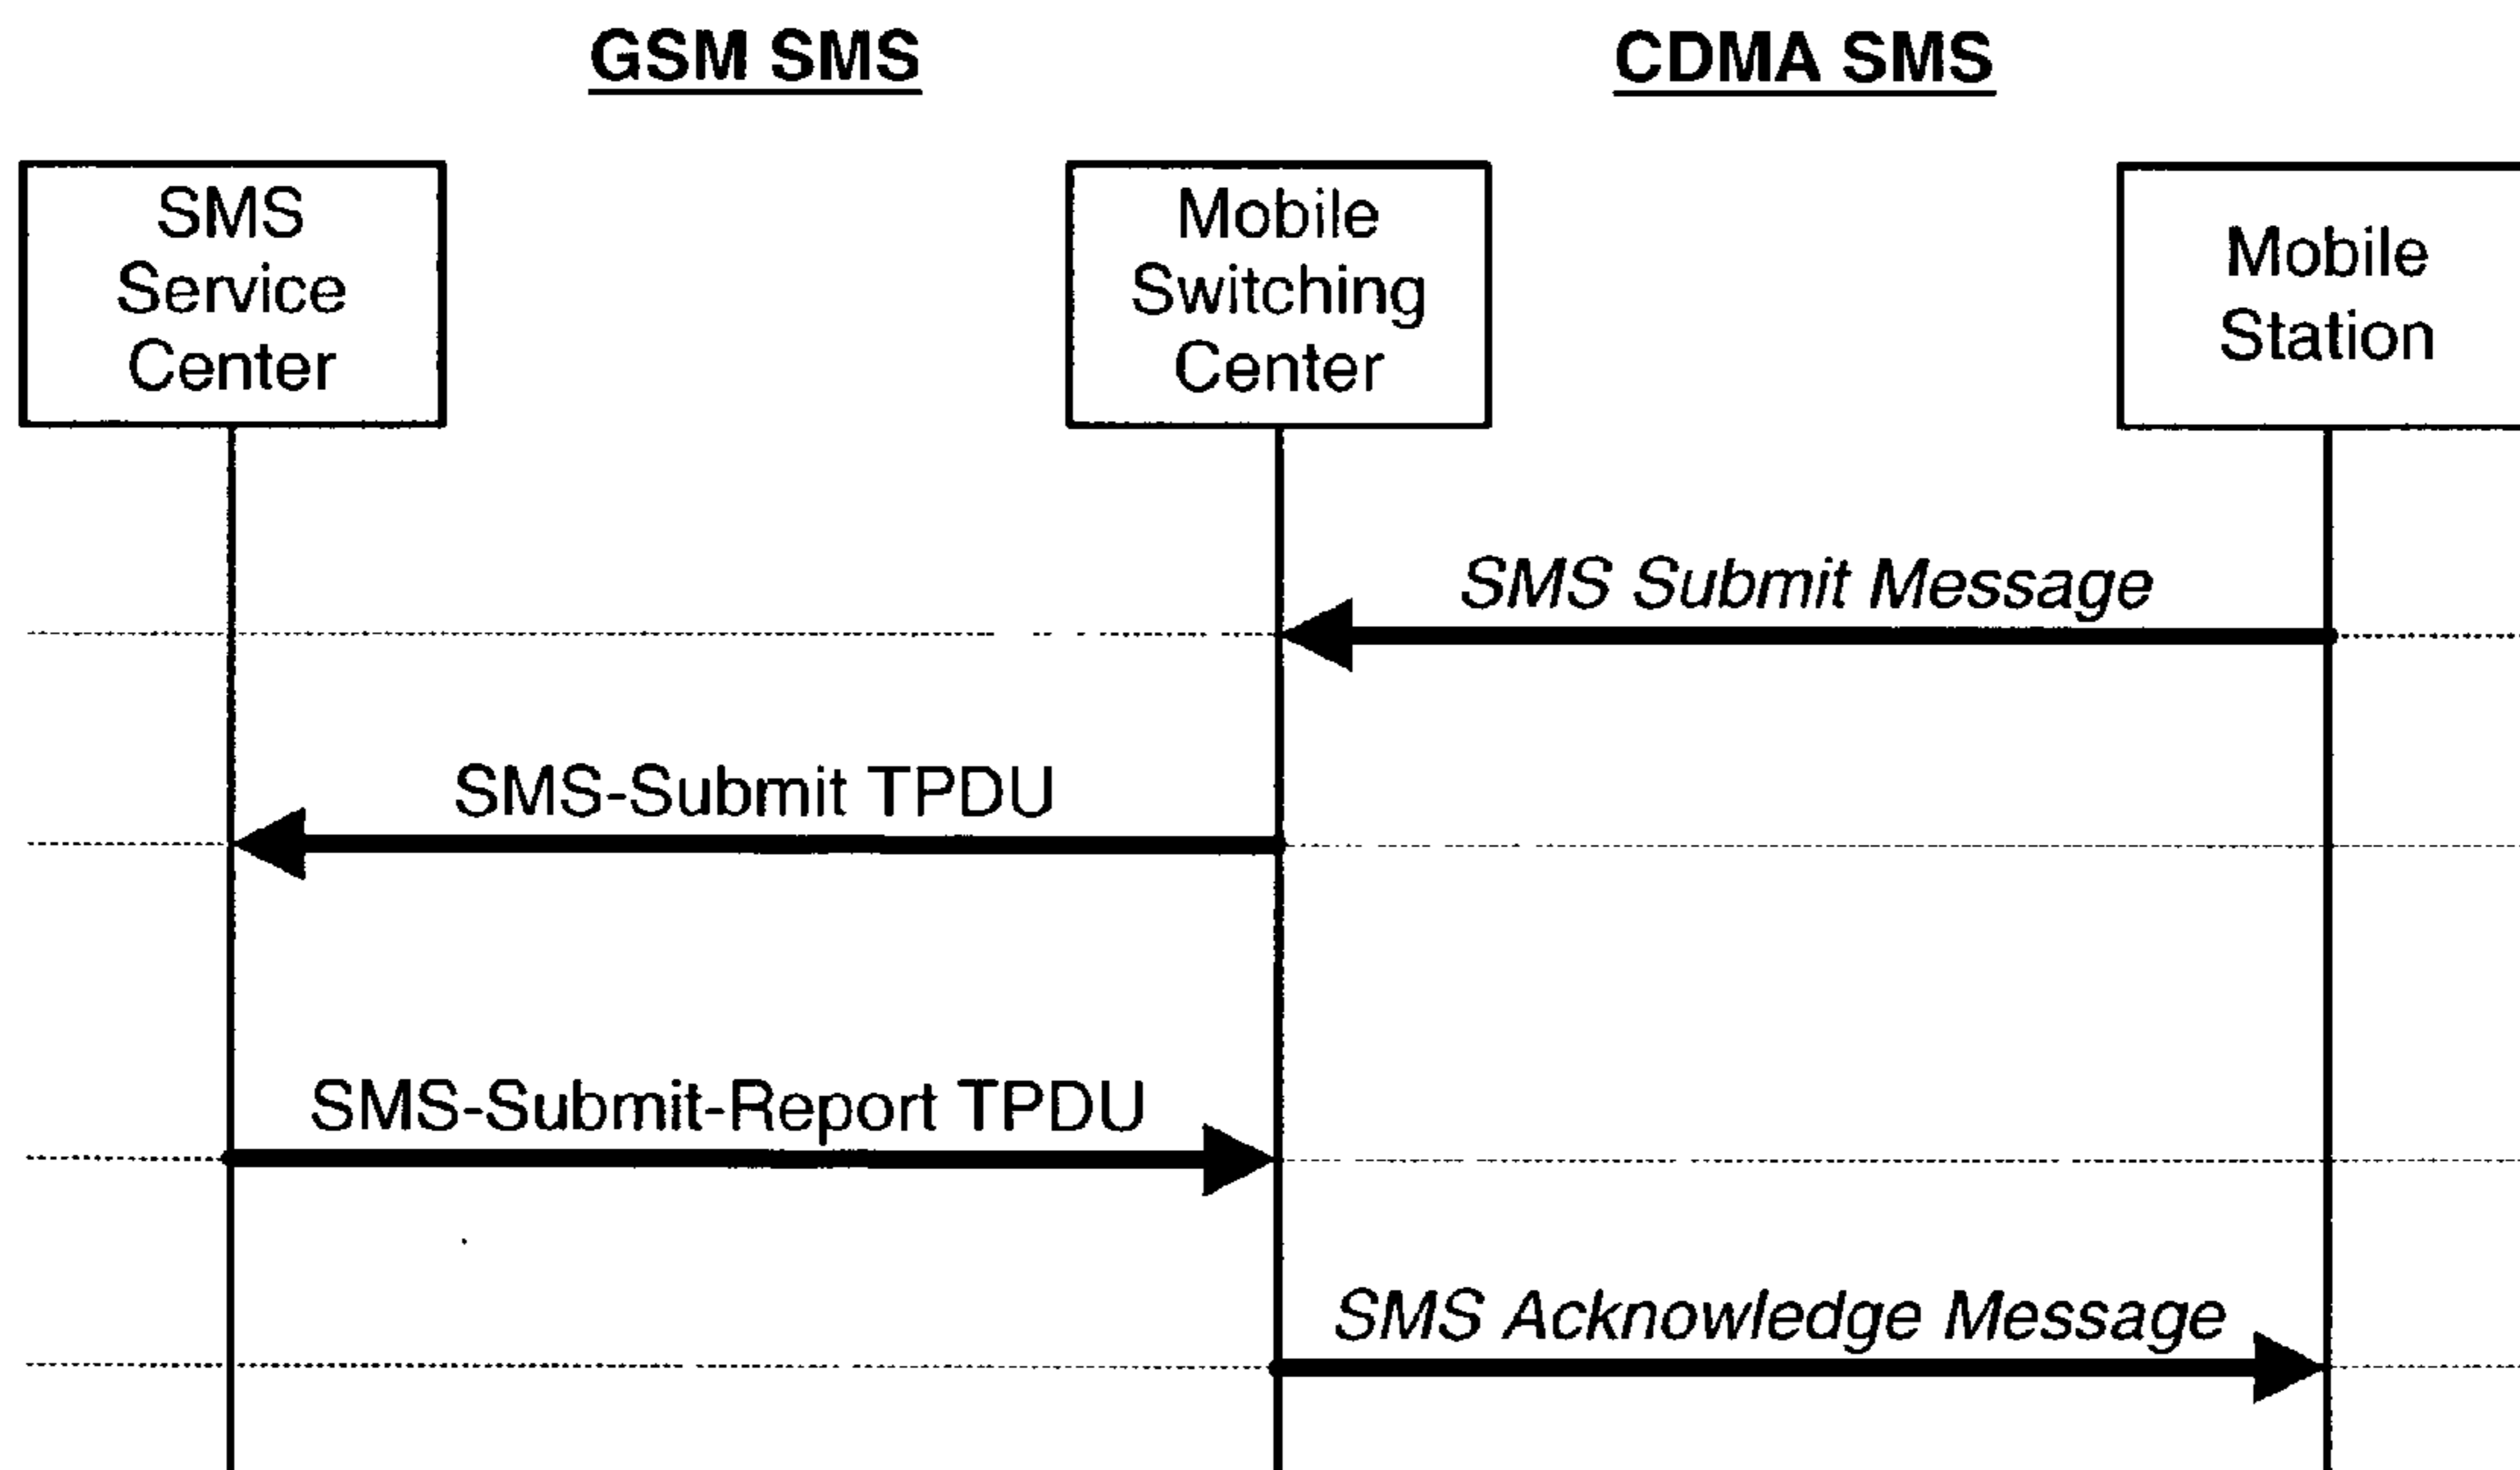 GSM SMS
CDMA SMS
SMS
Service
Center
Mobile
Switching
Center
Mobile
Station
SMS Submit Message
SMS-Submit TPDU
SMS-Submit-Report TPDU
SMS Acknowledge Message